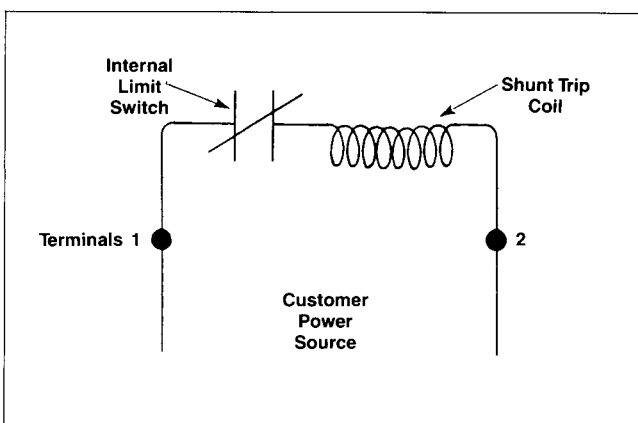 Internal
Limit
Switch
Shunt Trip
Coil
Terminals 1
2
Customer
Power
Source